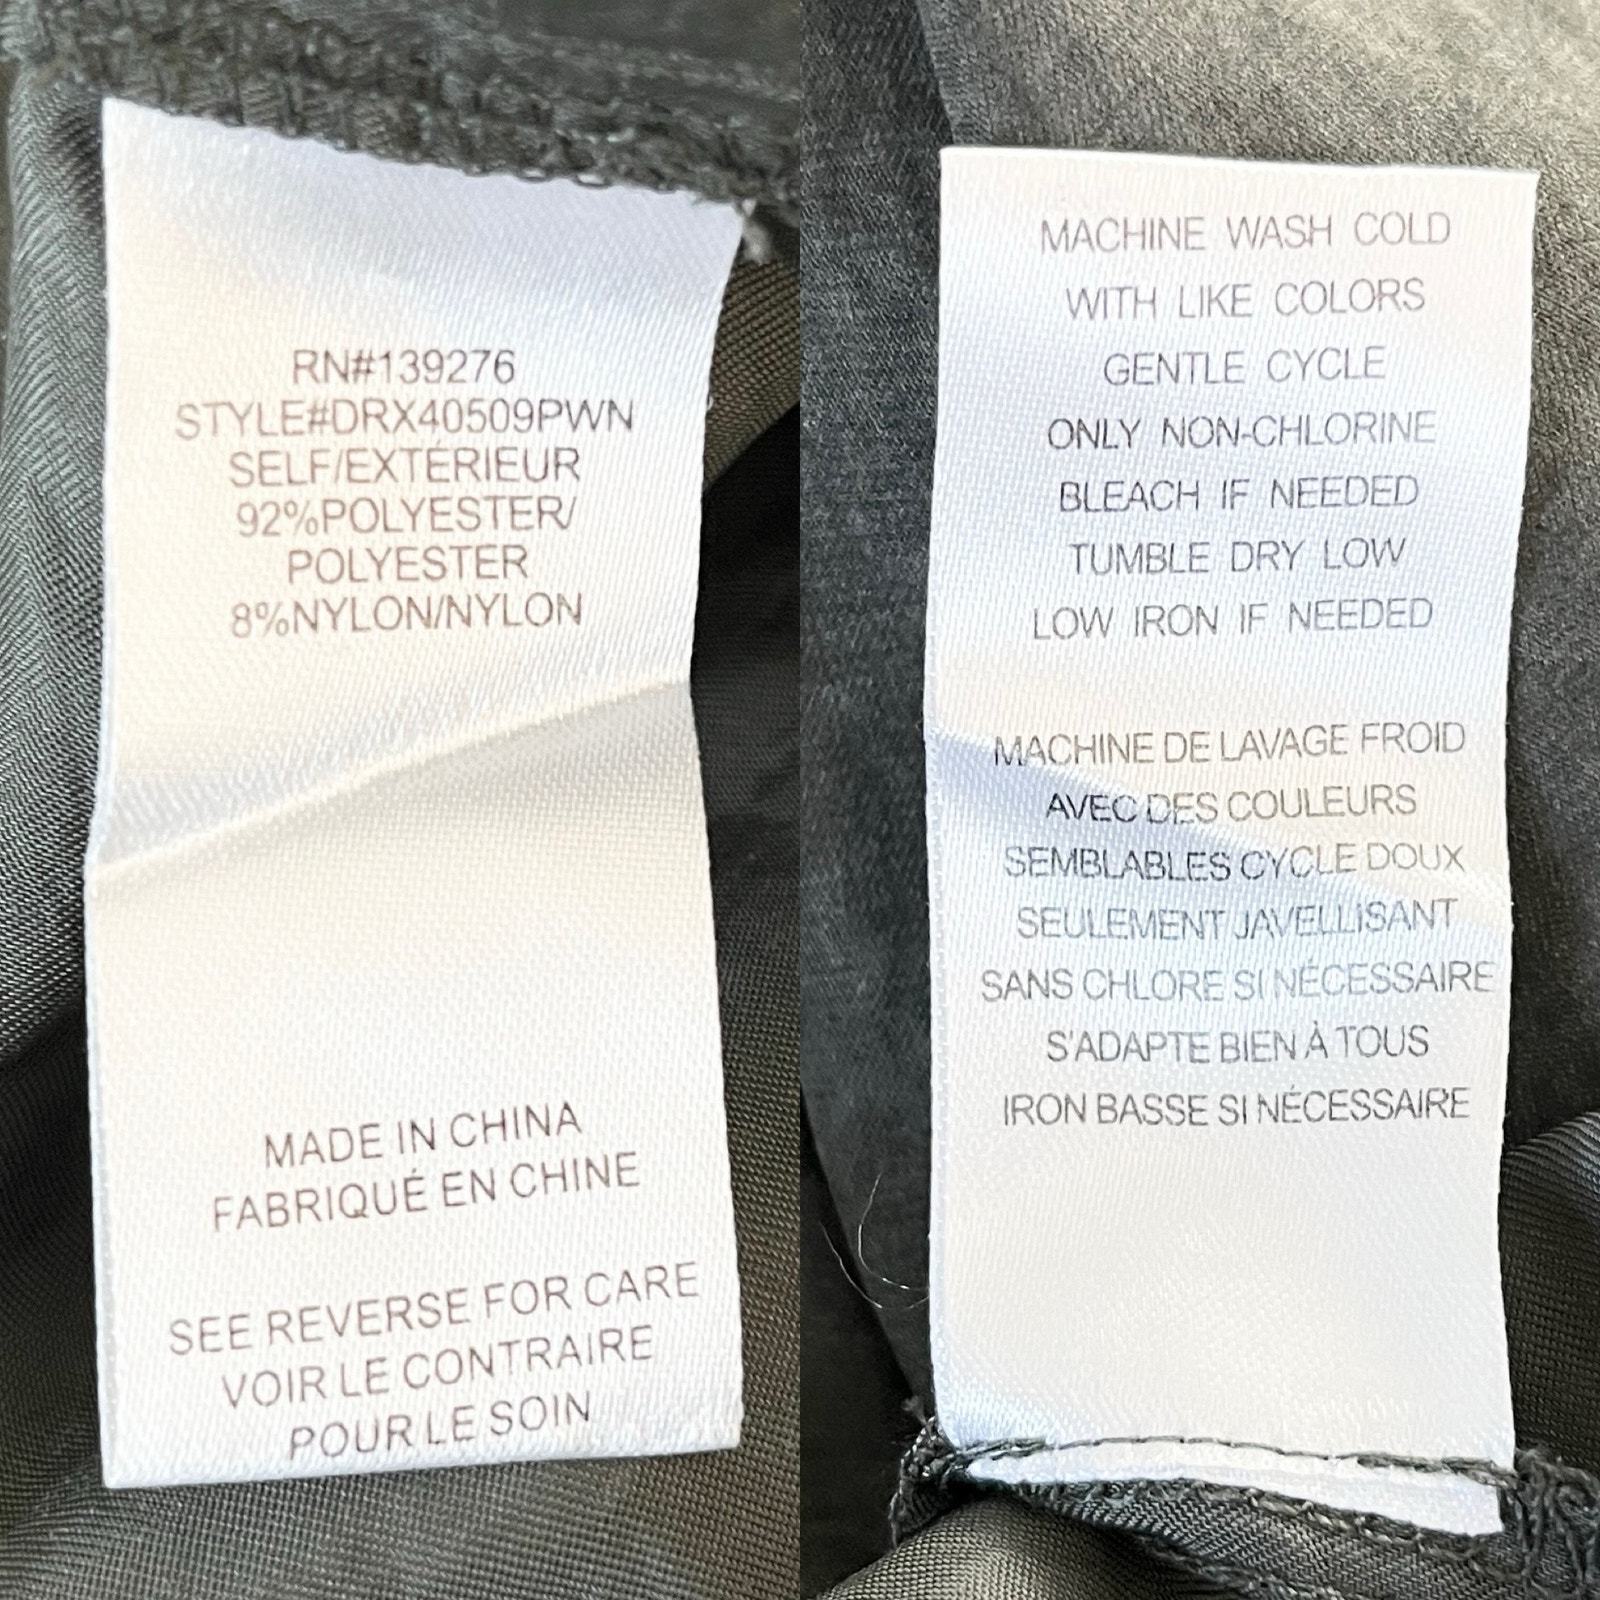 RN#139276
STYLE#DRX40509PWN
SELF/EXTÉRIEUR
92%POLYESTER/
POLYESTER
8%NYLON/NYLON
MADE IN CHINA
FABRIQUÉ EN CHINE
SEE REVERSE FOR CARE
VOIR LE CONTRAIRE
POUR LE SOIN
MACHINE WASH COLD
WITH LIKE COLORS
GENTLE CYCLE
ONLY NON-CHLORINE
BLEACH IF NEEDED
TUMBLE DRY LOW
LOW IRON IF NEEDED
MACHINE DE LAVAGE FROID
AVEC DES COULEURS
SEMBLABLES CYCLE DOUX
SEULEMENT JAVELLISANT
SANS CHLORE SI NÉCESSAIRE
S'ADAPTE BIEN À TOUS
IRON BASSE SI NÉCESSAIRE